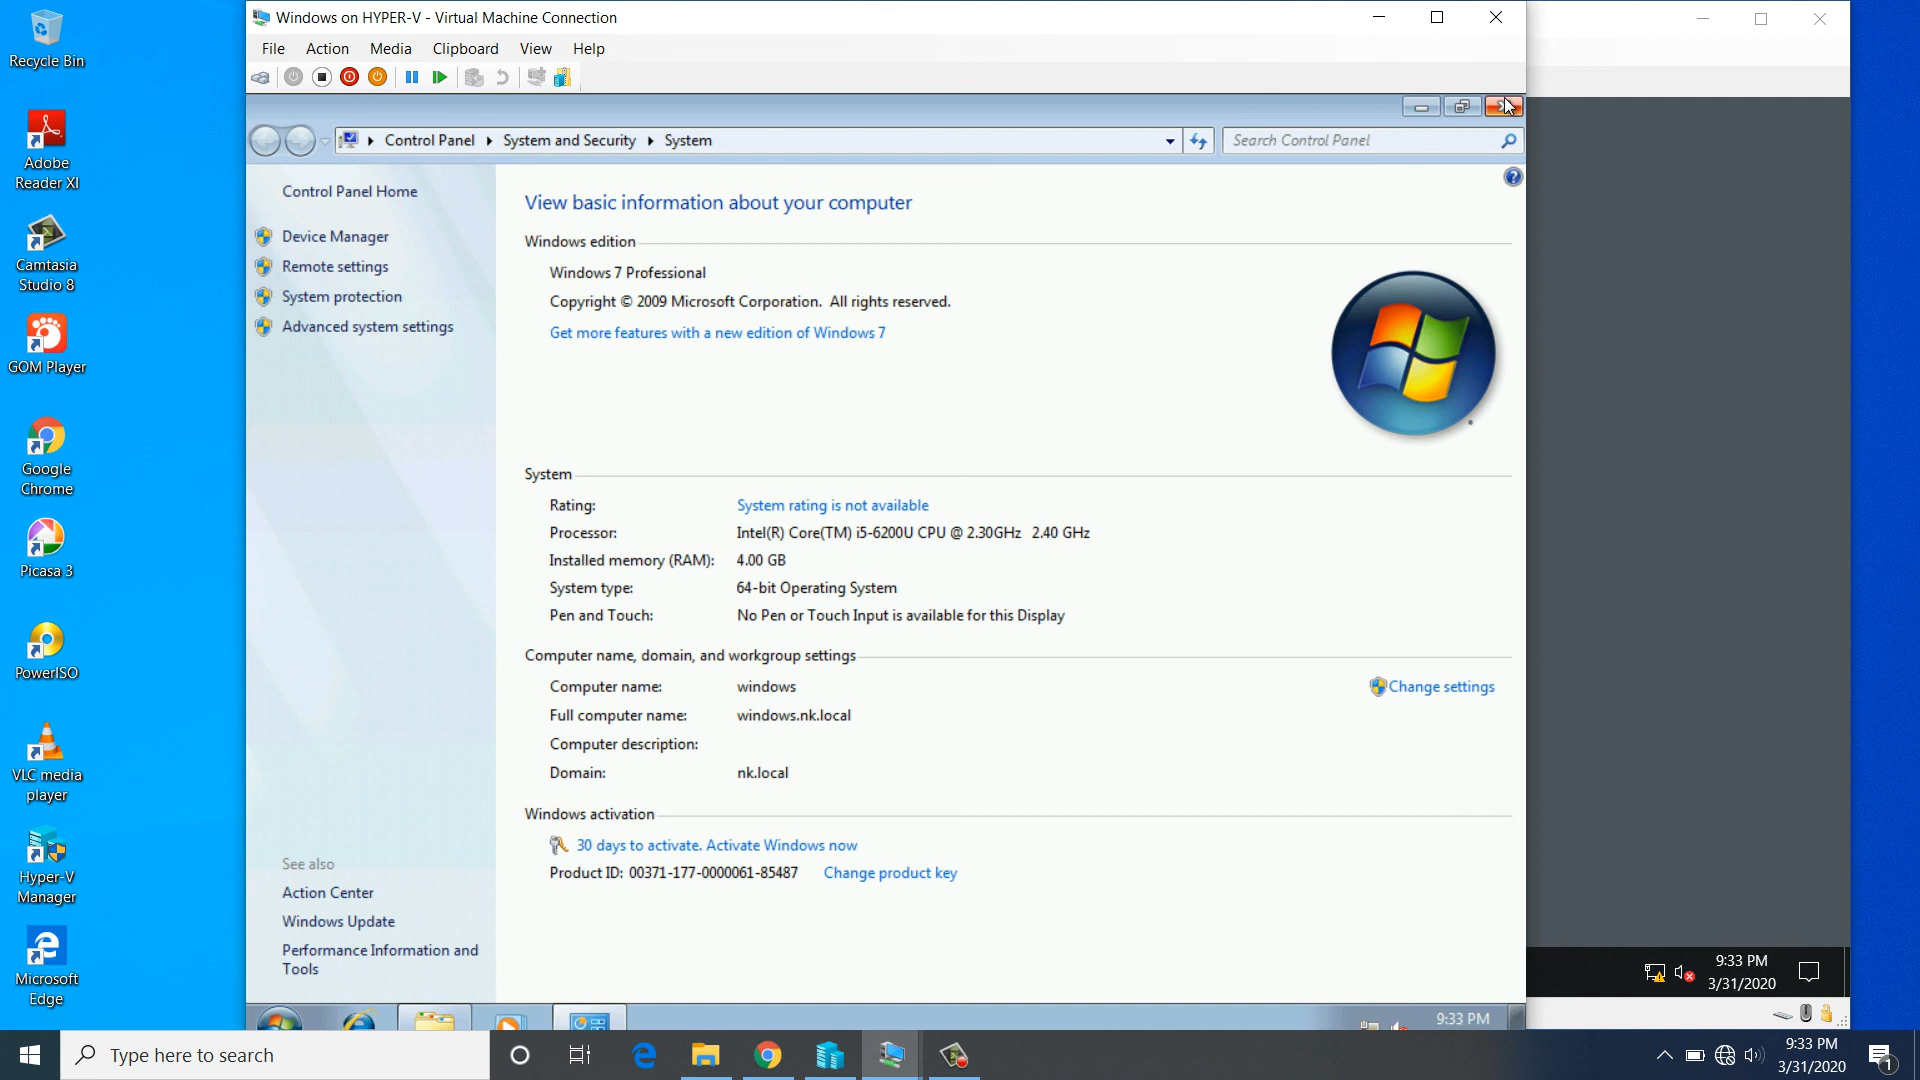 Windows on HYPER-V - Virtual Machine Connection
File Action Media Clipboard View Help
Control Panel System and Security System
Search Control Panel
Control Panel Home
Device Manager
Remote settings
System protection
Advanced system settings
See also
Action Center
Windows Update
Performance Information and
Tools
View basic information about your computer
Windows edition
Windows 7 Professional
Copyright © 2009 Microsoft Corporation. All rights reserved.
Get more features with a new edition of Windows 7
System
Rating: System rating is not available
Processor: Intel(R) Core(TM) i5-6200U CPU @ 2.30GHz 2.40 GHz
Installed memory (RAM): 4.00 GB
System type: 64-bit Operating System
Pen and Touch: No Pen or Touch Input is available for this Display
Computer name, domain, and workgroup settings
Computer name: windows
Change settings
Full computer name: windows.nk.local
Computer description:
Domain: nk.local
Windows activation
30 days to activate. Activate Windows now
Product ID: 00371-177-0000061-85487 Change product key
9:33 PM
Recycle Bin
Adobe
Reader XI
Camtasia
Studio 8
GOM Player
Google
Chrome
Picasa 3
PowerISO
VLC media
player
Hyper-V
Manager
Microsoft
Edge
9:33 PM
3/31/2020
Type here to search
9:33 PM
3/31/2020
1